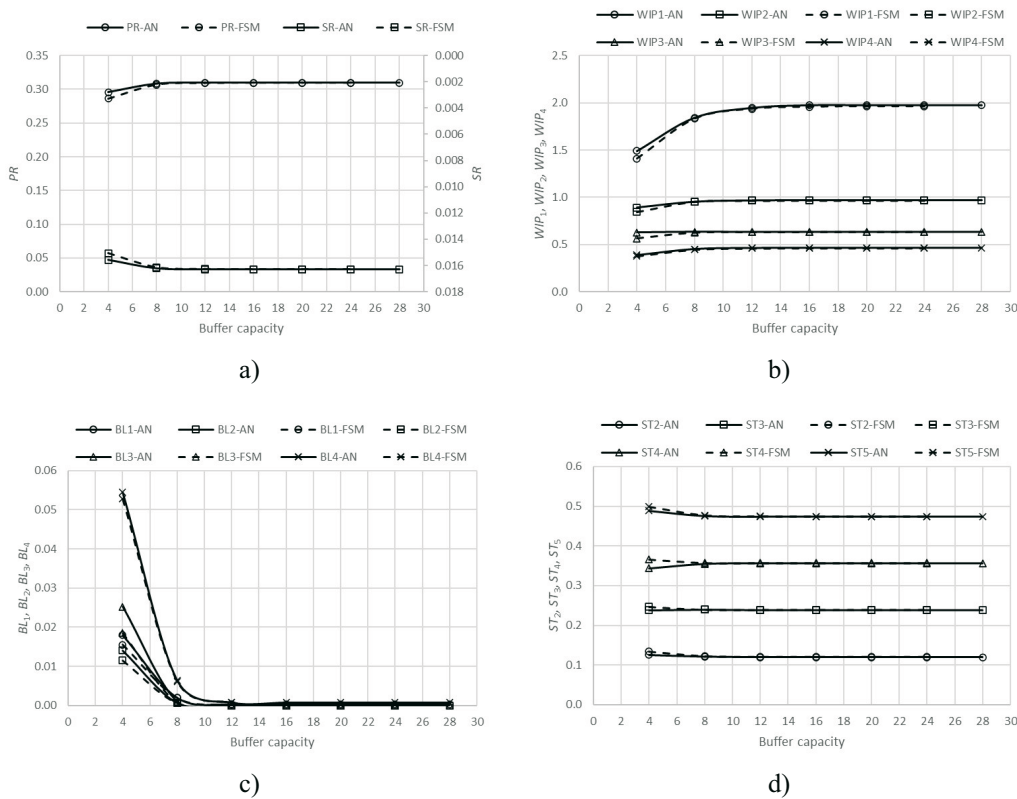 PR-AN PR-FSM SR-AN SR-FSM
0.35 0.30 0.25 0.20 0.15 0.10 0.05 0.00
PR
0.000 0.002 0.004 0.006 0.008 0.010 0.012 0.014 0.016 0.018
SR
0 2 4 6 8 10 12 14 16 18 20 22 24 26 28 30
Buffer capacity
a)
WIP1-AN WIP2-AN WIP1-FSM WIP2-FSM
WIP3-AN WIP3-FSM WIP4-AN WIP4-FSM
2.5 2.0 1.5 1.0 0.5 0.0
WIP1, WIP2, WIP3, WIP4
0 2 4 6 8 10 12 14 16 18 20 22 24 26 28 30
Buffer capacity
b)
BL1-AN BL2-AN BL1-FSM BL2-FSM
BL3-AN BL3-FSM BL4-AN BL4-FSM
0.06 0.05 0.04 0.03 0.02 0.01 0.00
BL1, BL2, BL3, BL4
0 2 4 6 8 10 12 14 16 18 20 22 24 26 28 30
Buffer capacity
c)
ST2-AN ST3-AN ST2-FSM ST3-FSM
ST4-AN ST4-FSM ST5-AN ST5-FSM
0.6 0.5 0.4 0.3 0.2 0.1 0.0
ST2, ST3, ST4, ST5
0 2 4 6 8 10 12 14 16 18 20 22 24 26 28 30
Buffer capacity
d)